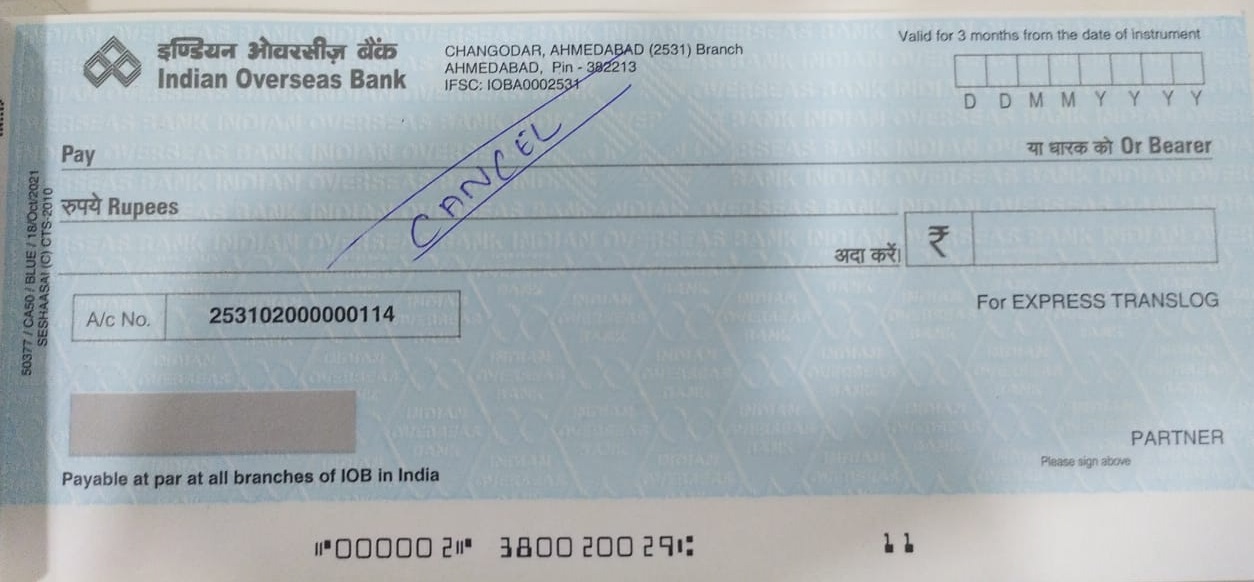 इण्डियन ओवरसीज़ बैंक
Indian Overseas Bank
CHANGODAR, AHMEDABAD (2531) Branch
AHMEDABAD, Pin - 382213
IFSC: IOBA0002531
Valid for 3 months from the date of instrument
D D M M Y Y Y Y
CANCEL
Pay
या धारक को Or Bearer
रुपये Rupees
अदा करें।
₹
A/c No. 253102000000114
For EXPRESS TRANSLOG
PARTNER
Please sign above
Payable at par at all branches of IOB in India
50377 / CA50 / BLUE / 18/Oct/2021
SESHAASAI (C) CTS-2010
⑈000002⑈ 380020029⑆ 11